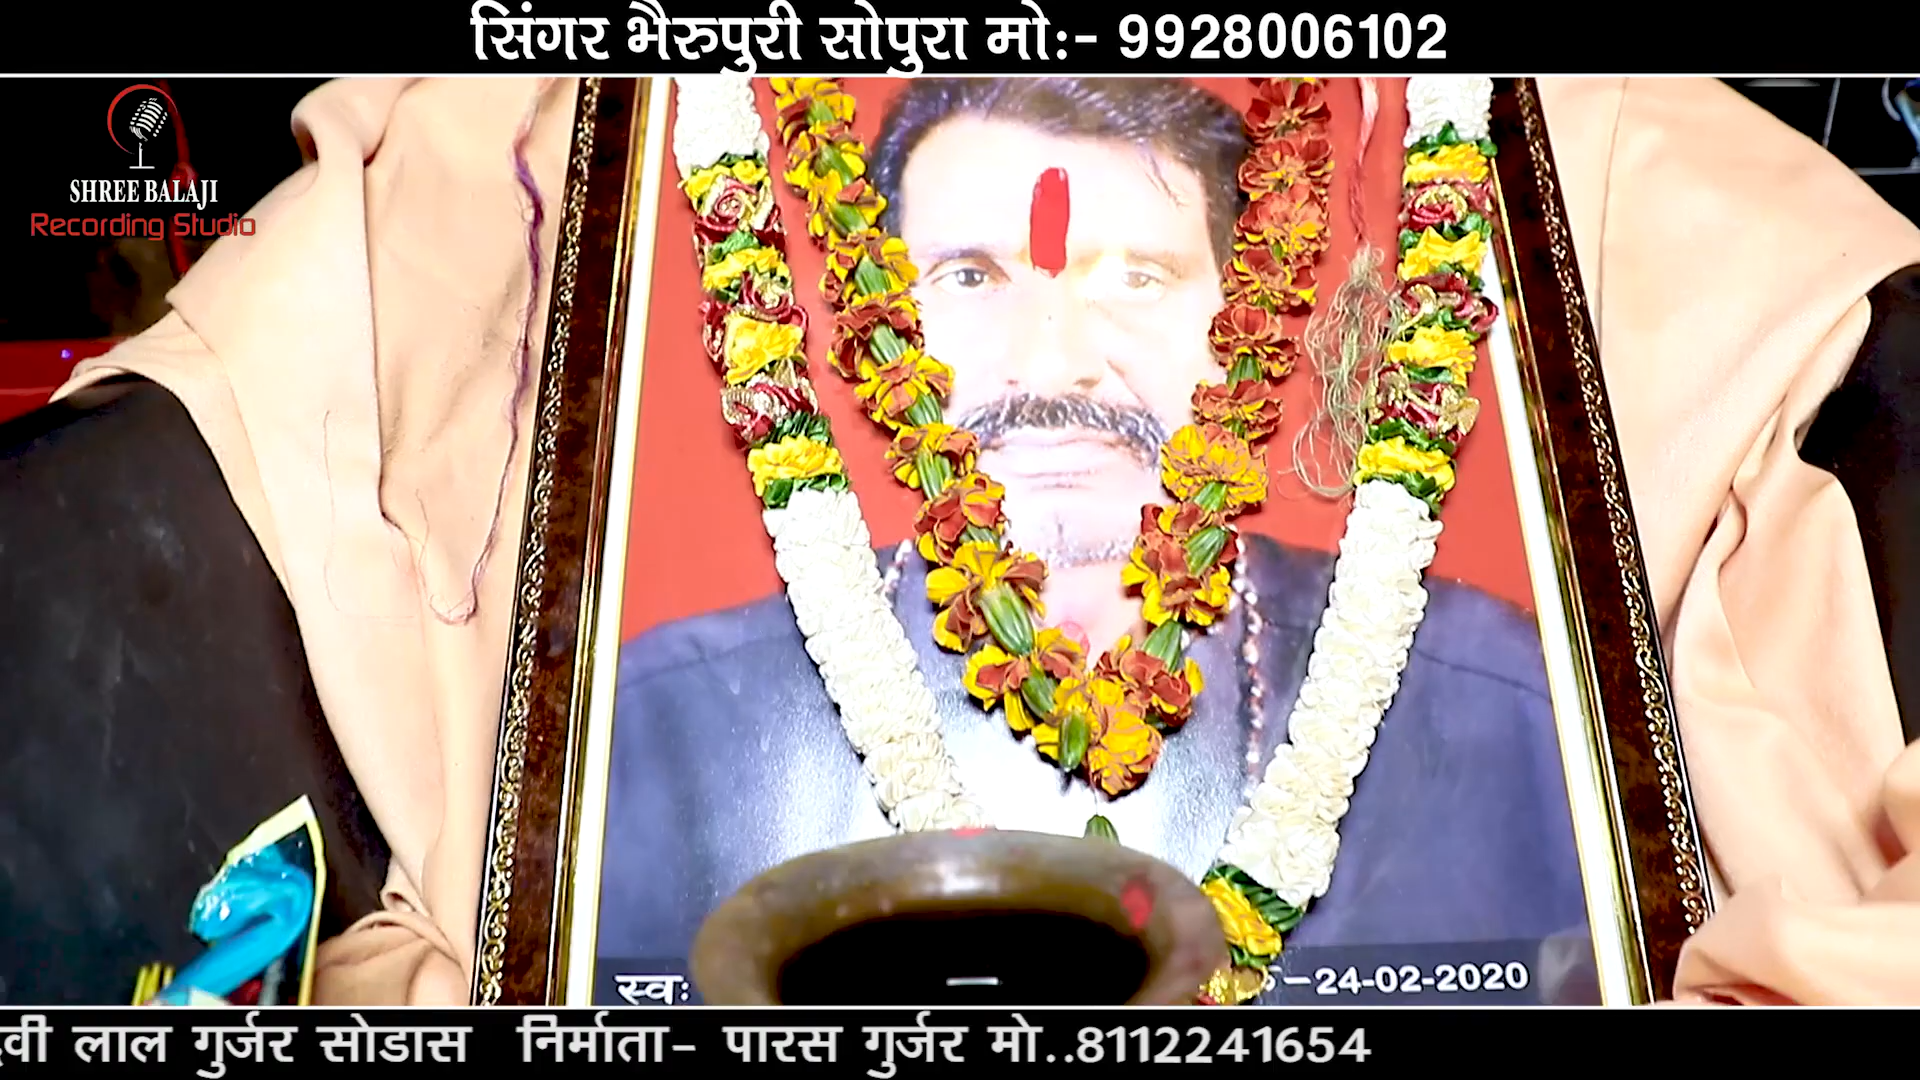 सिंगर भैरुपुरी सोपुरा मो:- 9928006102
SHREE BALAJI
Recording Studio
स्व:
-24-02-2020
लाल गुर्जर सोडास निर्माता- पारस गुर्जर मो..8112241654